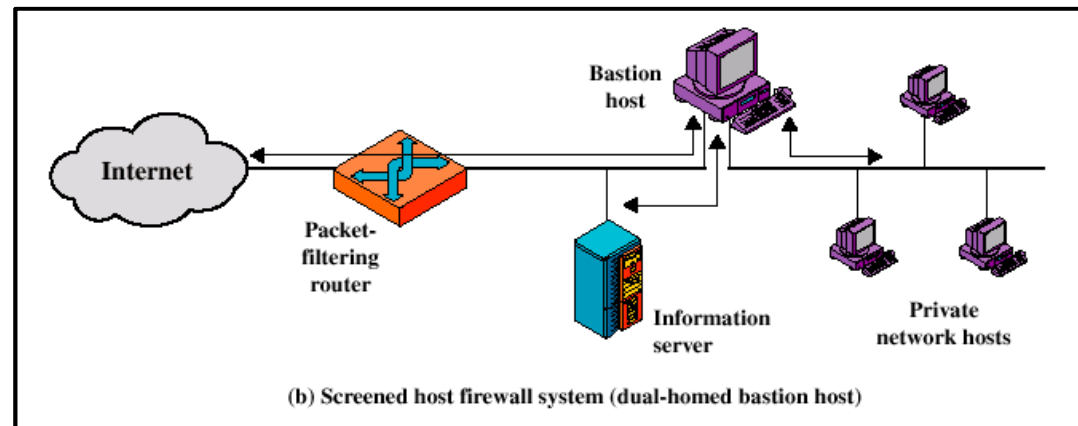 Bastion
host
Internet
Packet-
filtering
router
Information
server
Private
network hosts
(b) Screened host firewall system (dual-homed bastion host)